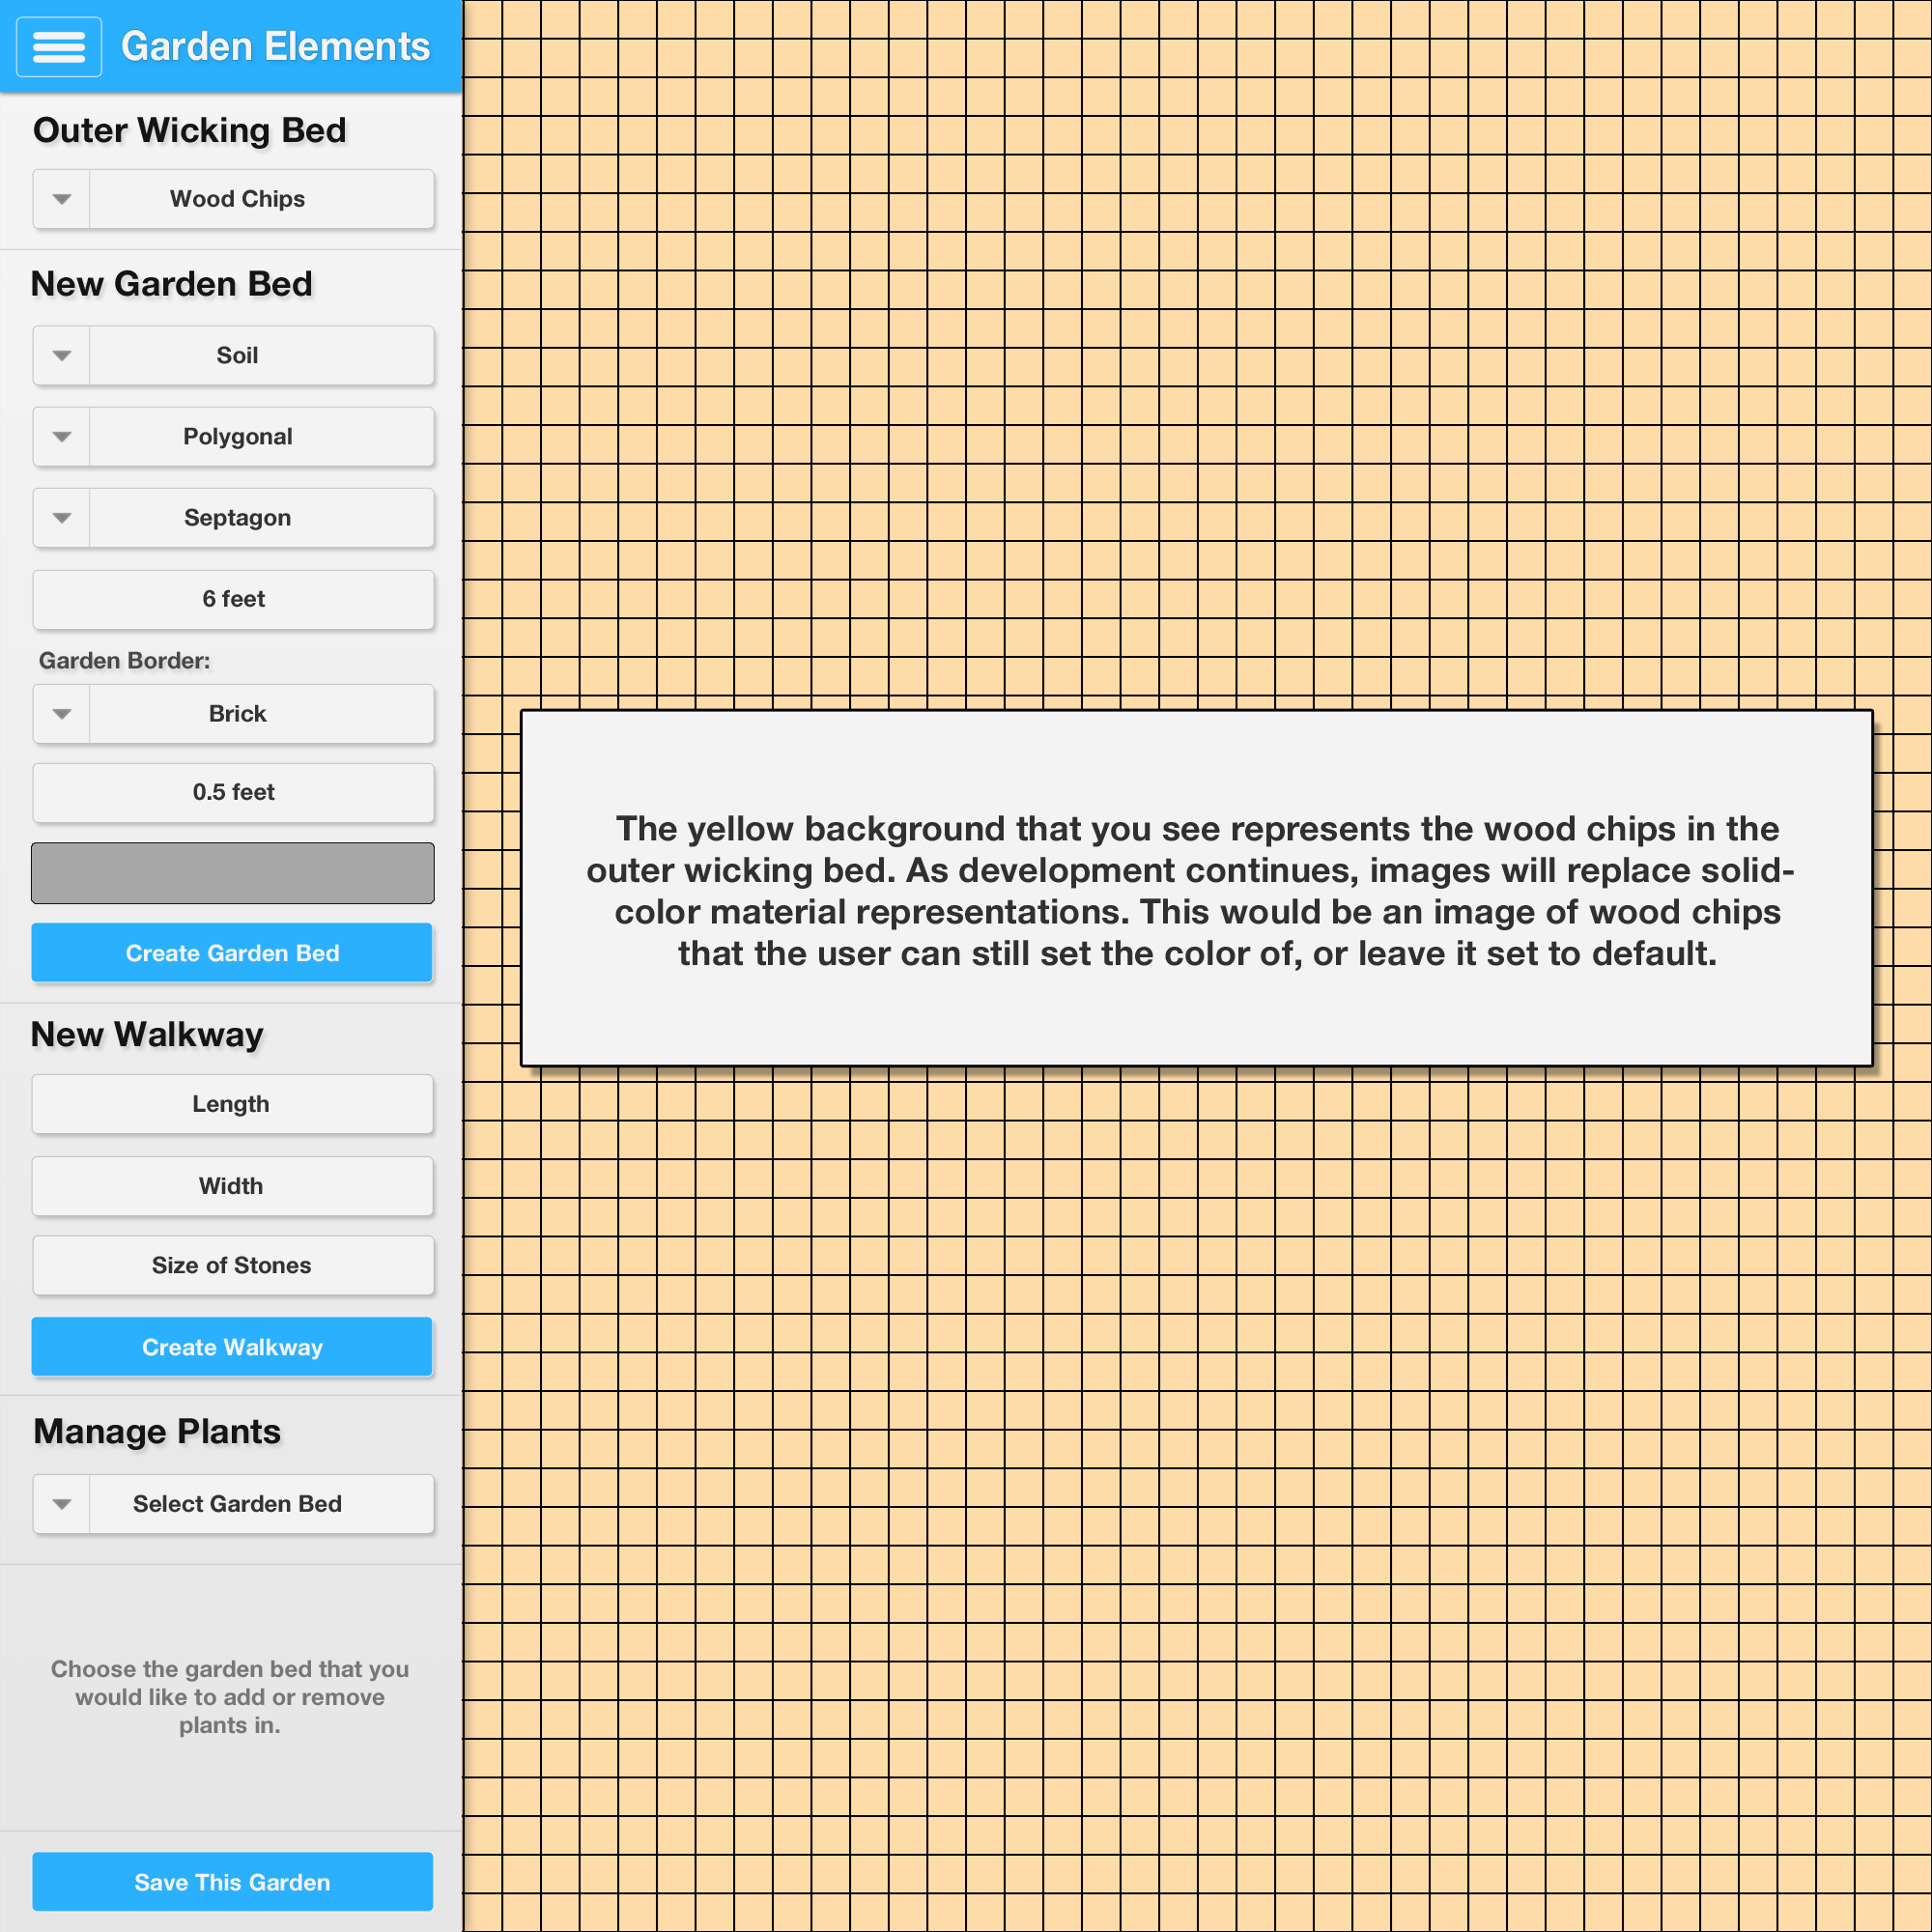 Garden Elements
Outer Wicking Bed
Wood Chips
New Garden Bed
Soil
Polygonal
Septagon
6 feet
Garden Border:
Brick
0.5 feet
Create Garden Bed
New Walkway
Length
Width
Size of Stones
Create Walkway
Manage Plants
Select Garden Bed
Choose the garden bed that you
would like to add or remove
plants in.
Save This Garden
The yellow background that you see represents the wood chips in the
outer wicking bed. As development continues, images will replace solid-
color material representations. This would be an image of wood chips
that the user can still set the color of, or leave it set to default.